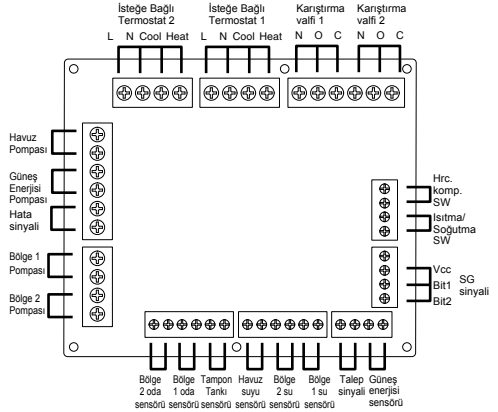 İsteğe Bağlı
Termostat 2
İsteğe Bağlı
Termostat 1
Karıştırma
valfi 1
Karıştırma
valfi 2
L N Cool Heat
L N Cool Heat
N O C
N O C
Havuz
Pompası
Güneş
Enerjisi
Pompası
Hata
sinyali
Bölge 1
Pompası
Bölge 2
Pompası
Hrc.
komp.
SW
Isıtma/
Soğutma
SW
Vcc
Bit1
Bit2
SG
sinyali
Bölge
2 oda
sensörü
Bölge
1 oda
sensörü
Tampon
Tankı
sensörü
Havuz
suyu
sensörü
Bölge
2 su
sensörü
Bölge
1 su
sensörü
Talep
sinyali
Güneş
enerjisi
sensörü